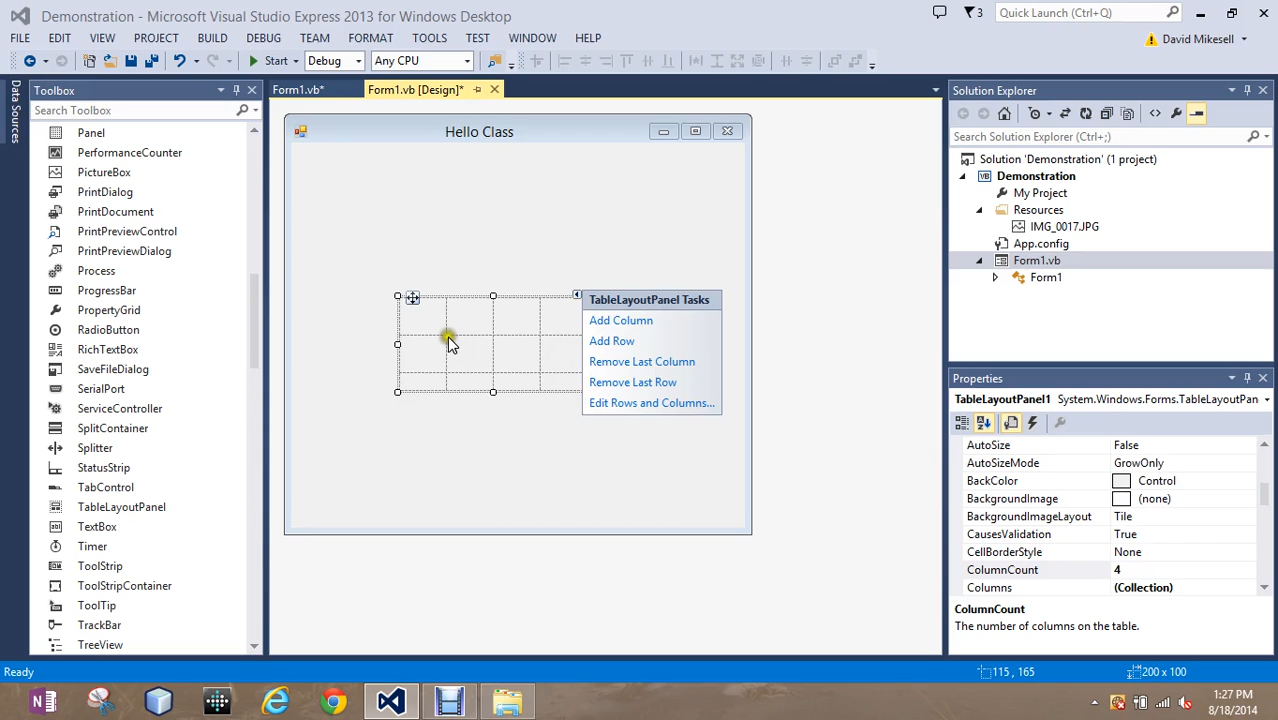 Demonstration - Microsoft Visual Studio Express 2013 for Windows Desktop
3
Quick Launch (Ctrl+Q)
FILE EDIT VIEW PROJECT BUILD DEBUG TEAM FORMAT TOOLS TEST WINDOW HELP
David Mikesell
Start Debug Any CPU
Data Sources
Toolbox
Search Toolbox
Panel
PerformanceCounter
PictureBox
PrintDialog
PrintDocument
PrintPreviewControl
PrintPreviewDialog
Process
ProgressBar
PropertyGrid
RadioButton
RichTextBox
SaveFileDialog
SerialPort
ServiceController
SplitContainer
Splitter
StatusStrip
TabControl
TableLayoutPanel
TextBox
Timer
ToolStrip
ToolStripContainer
ToolTip
TrackBar
TreeView
Form1.vb* Form1.vb [Design]*
Hello Class
TableLayoutPanel Tasks
Add Column
Add Row
Remove Last Column
Remove Last Row
Edit Rows and Columns...
Solution Explorer
Search Solution Explorer (Ctrl+;)
Solution 'Demonstration' (1 project)
VB Demonstration
My Project
Resources
IMG_0017.JPG
App.config
Form1.vb
Form1
Properties
TableLayoutPanel1 System.Windows.Forms.TableLayoutPan
AutoSize False
AutoSizeMode GrowOnly
BackColor Control
BackgroundImage (none)
BackgroundImageLayout Tile
CausesValidation True
CellBorderStyle None
ColumnCount 4
Columns (Collection)
ColumnCount
The number of columns on the table.
Ready
115 , 165
200 x 100
1:27 PM
8/18/2014